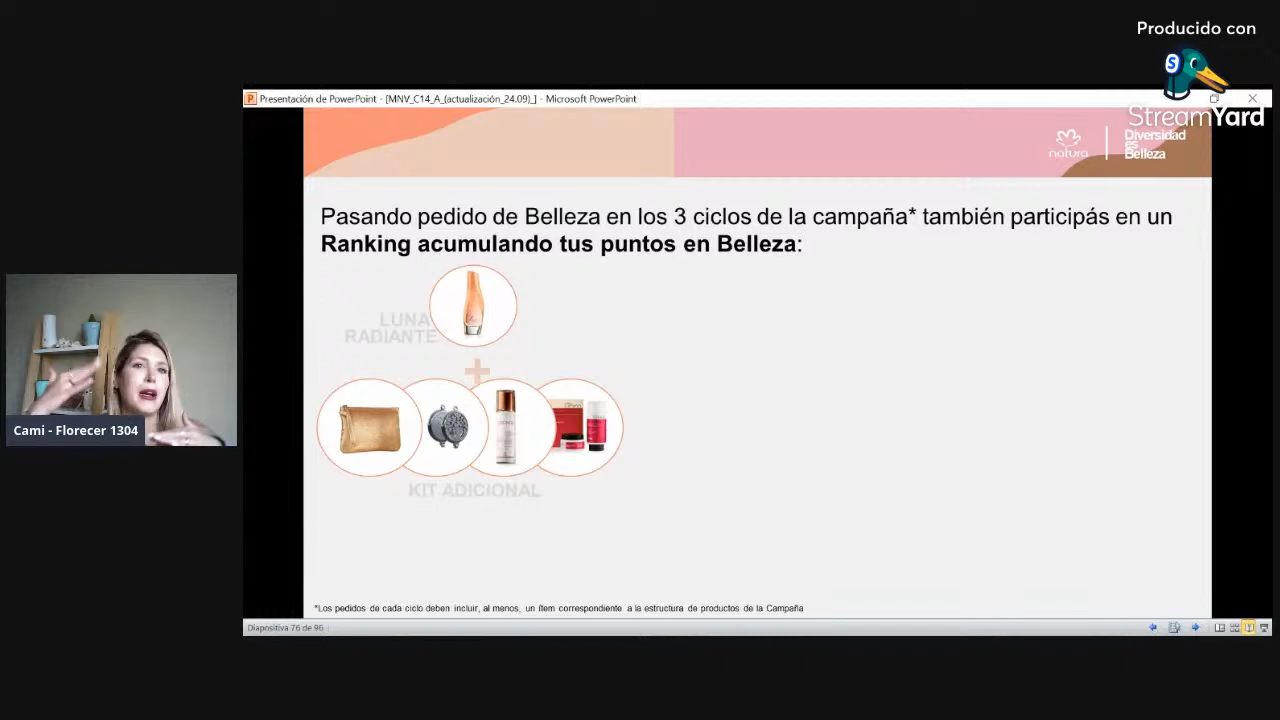 Producido con
StreamYard
Presentación de PowerPoint - [MNV_C14_A_(actualización_24.09)_] - Microsoft PowerPoint
natura
Diversidad
es
Belleza
Pasando pedido de Belleza en los 3 ciclos de la campaña* también participás en un
Ranking acumulando tus puntos en Belleza:
LUNA
RADIANTE
+
KIT ADICIONAL
Cami - Florecer 1304
*Los pedidos de cada ciclo deben incluir, al menos, un ítem correspondiente a la estructura de productos de la Campaña
Diapositiva 76 de 96